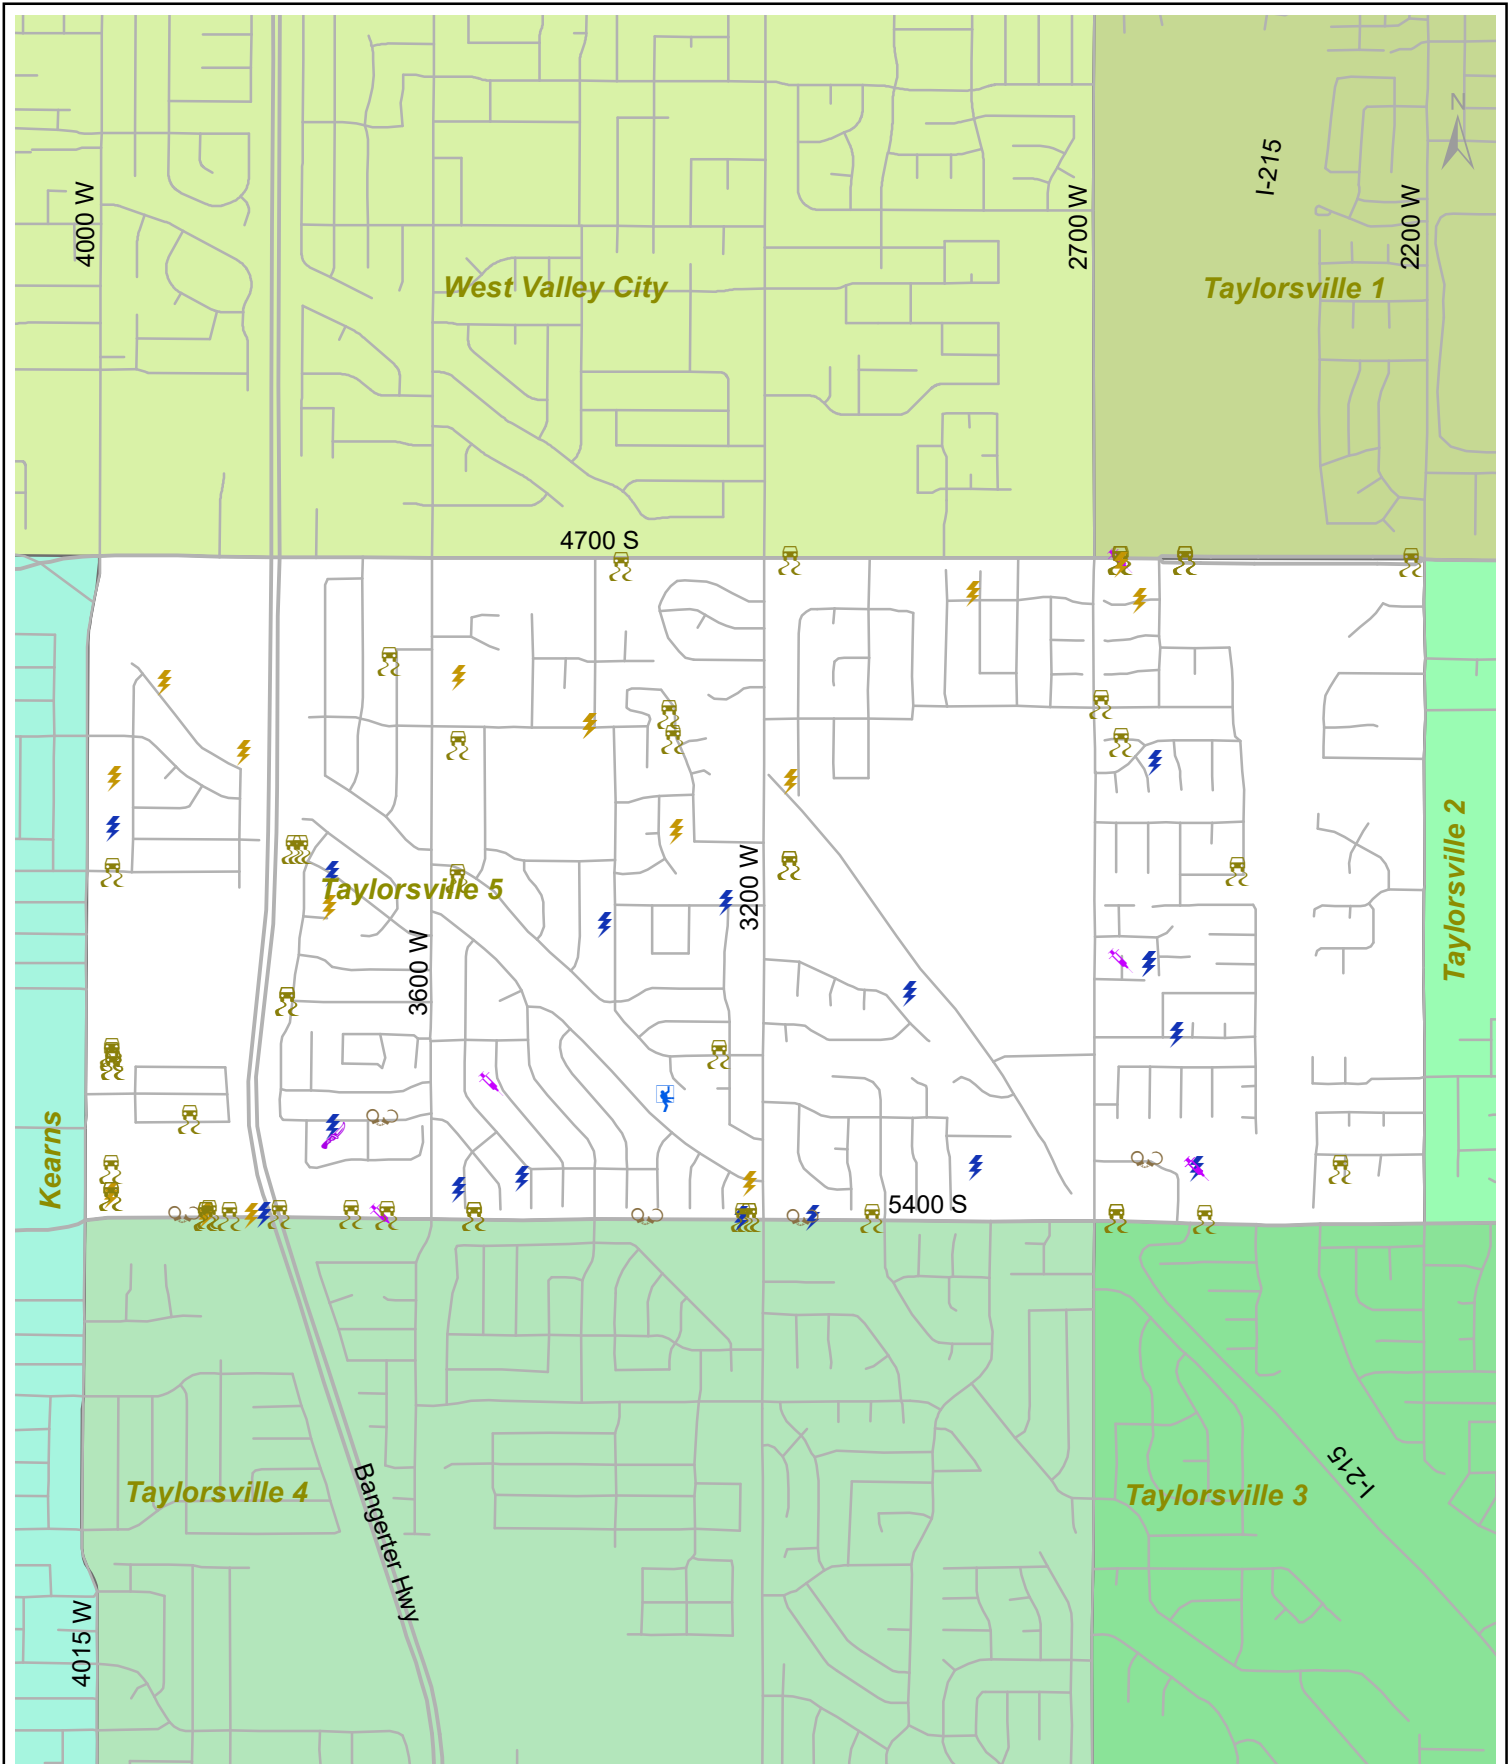 N
I-215
4000 W
2700 W
2200 W
West Valley City
Taylorsville 1
4700 S
Taylorsville 2
3200 W
Taylorsville 5
3600 W
Kearns
5400 S
I-215
Taylorsville 4
Taylorsville 3
Bangerter Hwy
4015 W